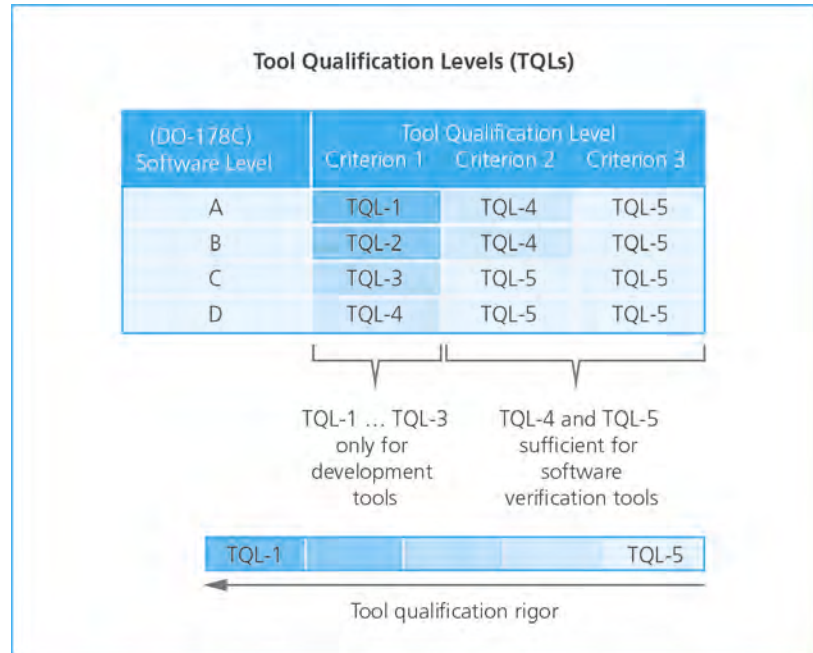 Tool Qualification Levels (TQLs)
(DO-178C) Tool Qualification Level
Software Level Criterion 1 Criterion 2 Criterion 3
A TQL-1 TQL-4 TQL-5
B TQL-2 TQL-4 TQL-5
C TQL-3 TQL-5 TQL-5
D TQL-4 TQL-5 TQL-5
TQL-1 ... TQL-3
only for
development
tools
TQL-4 and TQL-5
sufficient for
software
verification tools
TQL-1 TQL-5
Tool qualification rigor